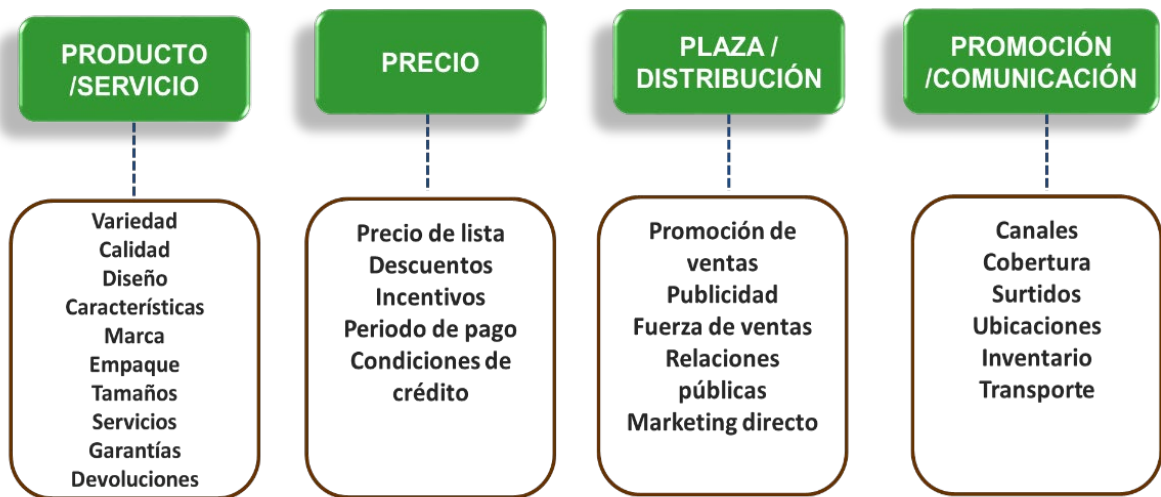 PRODUCTO
/SERVICIO
Variedad
Calidad
Diseño
Características
Marca
Empaque
Tamaños
Servicios
Garantías
Devoluciones
PRECIO
Precio de lista
Descuentos
Incentivos
Periodo de pago
Condiciones de
crédito
PLAZA /
DISTRIBUCIÓN
Promoción de
ventas
Publicidad
Fuerza de ventas
Relaciones
públicas
Marketing directo
PROMOCIÓN
/COMUNICACIÓN
Canales
Cobertura
Surtidos
Ubicaciones
Inventario
Transporte